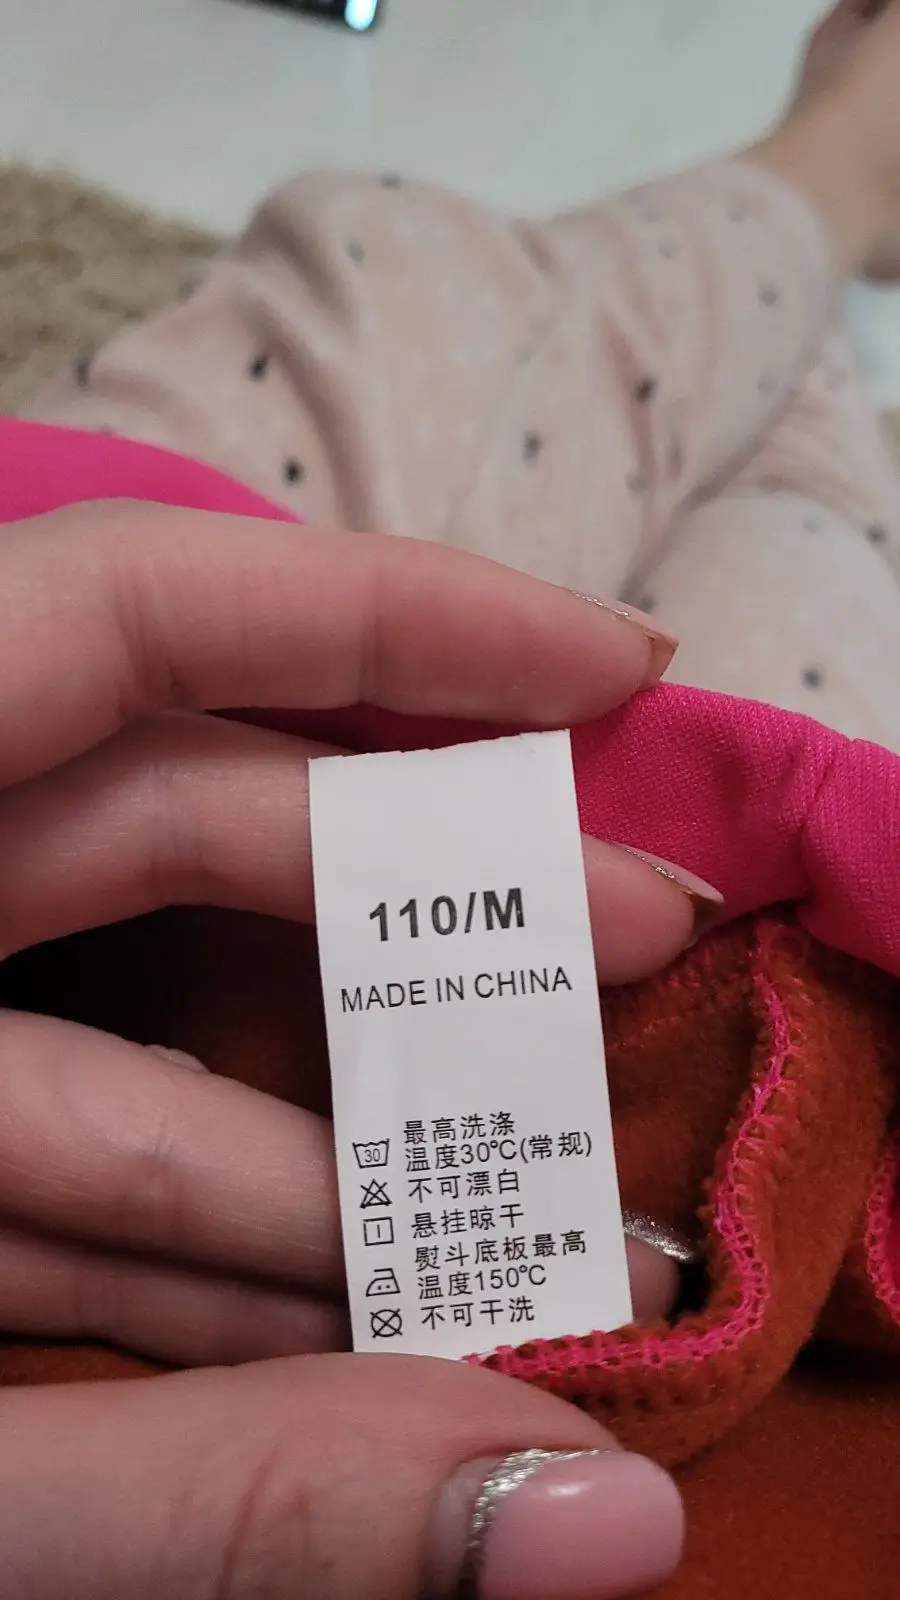 110/M
MADE IN CHINA
30
最高洗涤
温度30℃(常规)
不可漂白
悬挂晾干
熨斗底板最高
温度150℃
不可干洗